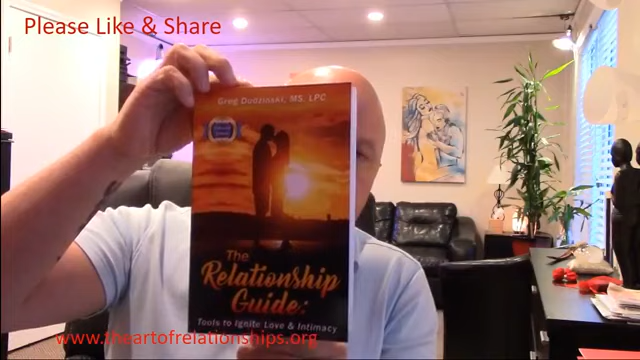 Please Like & Share
Greg Dudzinski, MS, LPC
The
Relationship
Guide:
Tools to Ignite Love & Intimacy
www.theartofrelationships.org